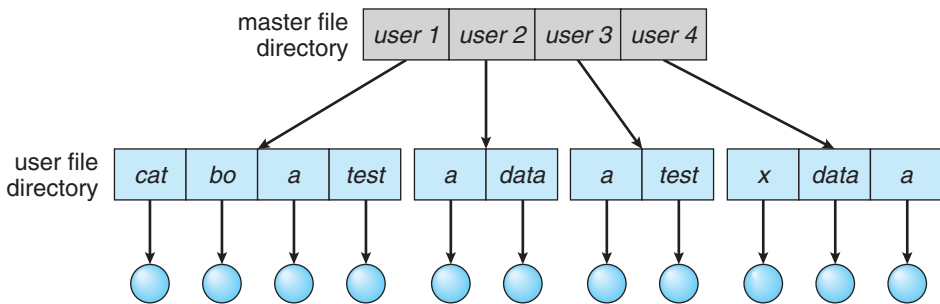 master file
directory
user 1 user 2 user 3 user 4
user file
directory
cat bo a test a data a test x data a